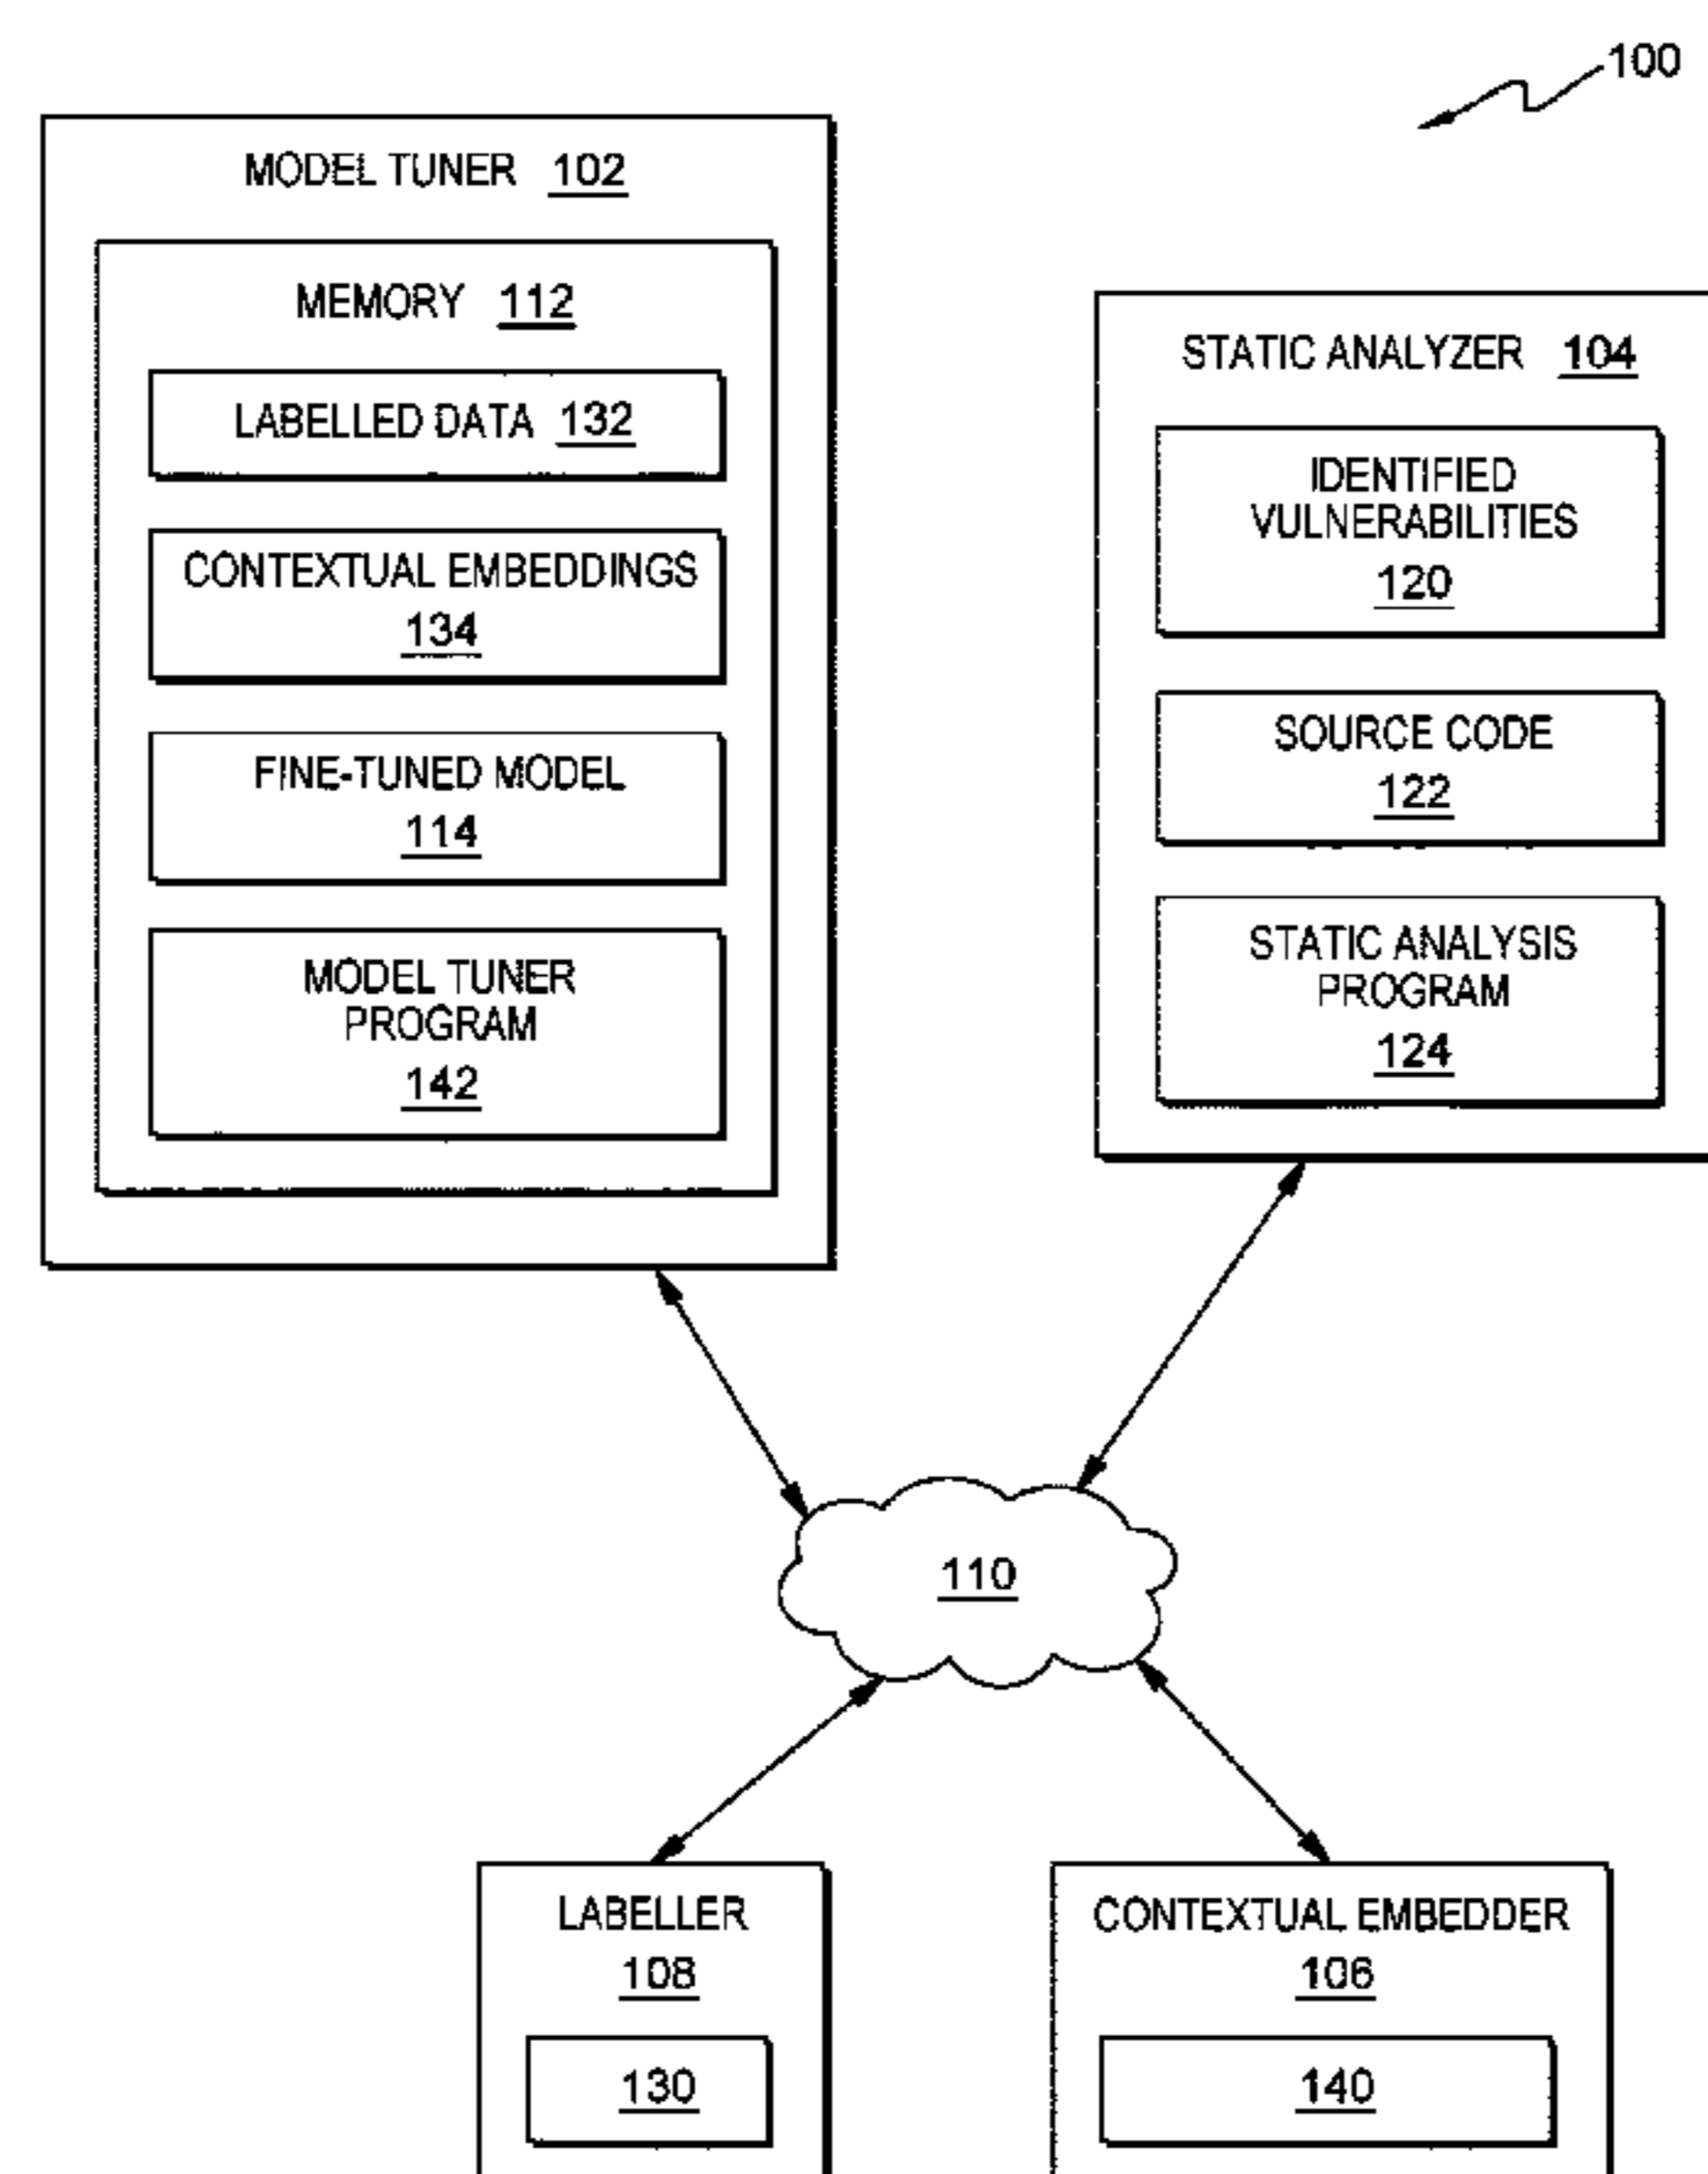 100
MODEL TUNER 102
MEMORY 112
LABELLED DATA 132
CONTEXTUAL EMBEDDINGS
134
FINE-TUNED MODEL
114
MODEL TUNER
PROGRAM
142
STATIC ANALYZER 104
IDENTIFIED
VULNERABILITIES
120
SOURCE CODE
122
STATIC ANALYSIS
PROGRAM
124
110
LABELLER
108
130
CONTEXTUAL EMBEDDER
106
140